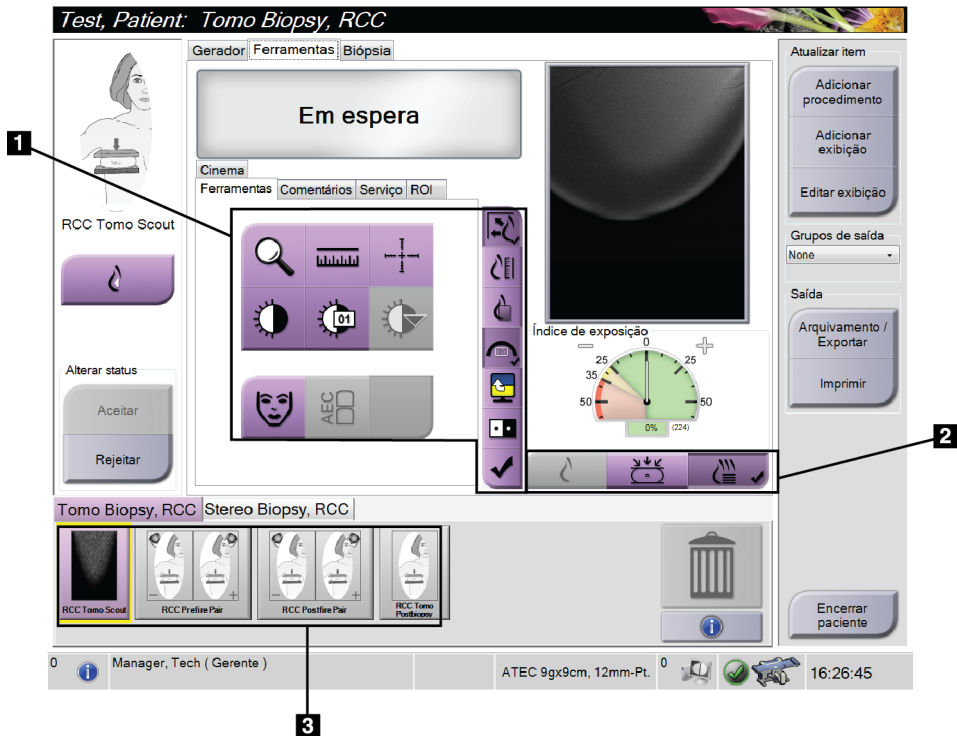 Test, Patient: Tomo Biopsy, RCC
Gerador Ferramentas Biópsia
Em espera
Cinema
Ferramentas Comentários Serviço ROI
1
RCC Tomo Scout
01
AEC
Alterar status
Aceitar
Rejeitar
Índice de exposição
0
25 25
35
50 50
0% (224)
2
Atualizar item
Adicionar
procedimento
Adicionar
exibição
Editar exibição
Grupos de saída
None
Saída
Arquivamento /
Exportar
Imprimir
Tomo Biopsy, RCC Stereo Biopsy, RCC
RCC Tomo Scout
RCC Prefire Pair
RCC Postfire Pair
RCC Tomo
Postbiopsy
3
Encerrar
paciente
0 Manager, Tech ( Gerente ) ATEC 9gx9cm, 12mm-Pt. 0 16:26:45